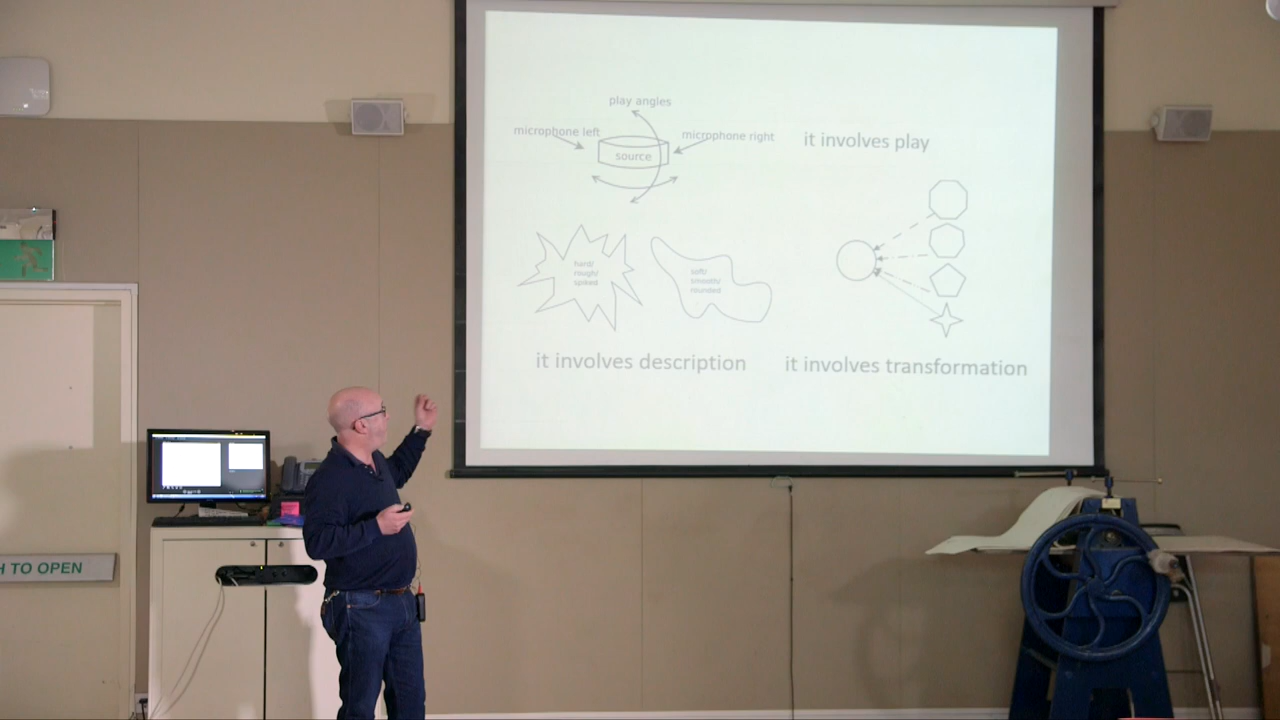 play angles
microphone left
microphone right
source
it involves play
hard/
rough/
spiked
soft/
smooth/
rounded
it involves description
it involves transformation
H TO OPEN